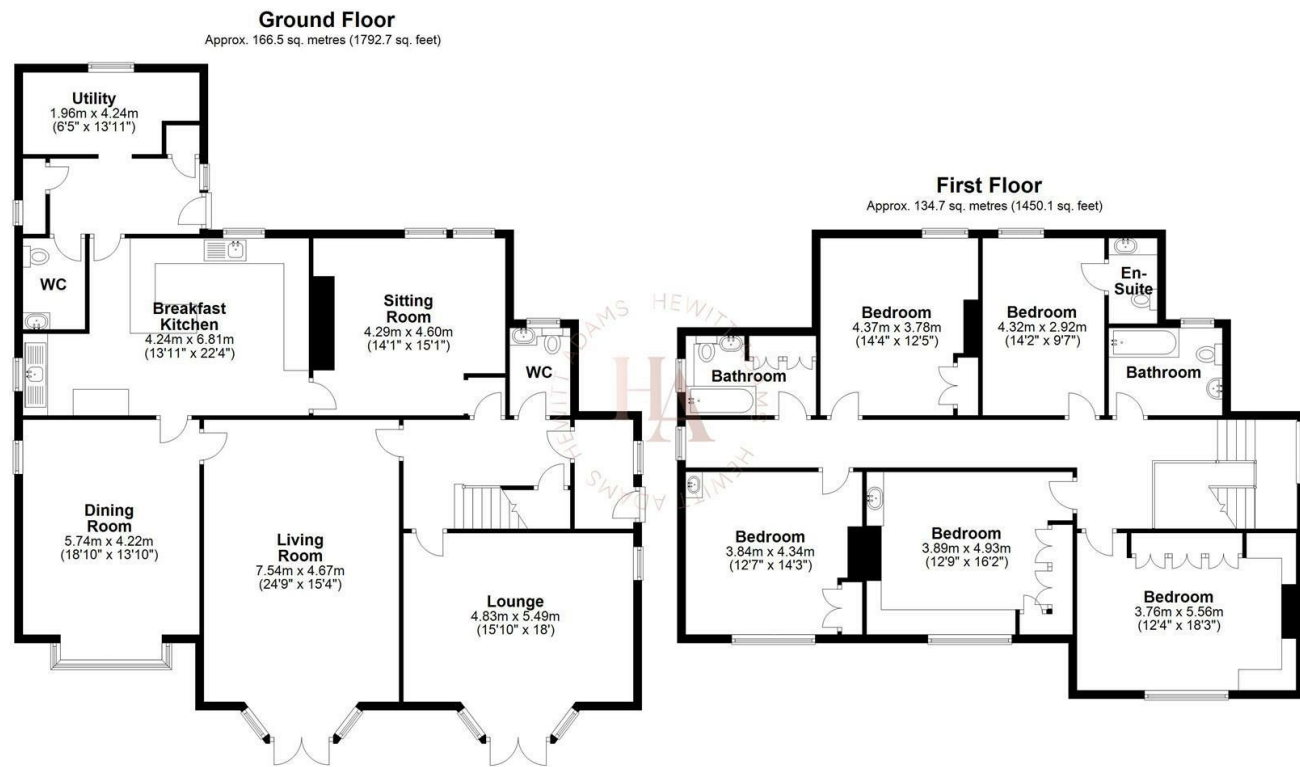 Ground Floor
Approx. 166.5 sq. metres (1792.7 sq. feet)
Utility
1.96m x 4.24m
(6'5" x 13'11")
WC
Breakfast
Kitchen
4.24m x 6.81m
(13'11" x 22'4")
Sitting
Room
4.29m x 4.60m
(14'1" x 15'1")
WC
Dining
Room
5.74m x 4.22m
(18'10" x 13'10")
Living
Room
7.54m x 4.67m
(24'9" x 15'4")
Lounge
4.83m x 5.49m
(15'10" x 18')
First Floor
Approx. 134.7 sq. metres (1450.1 sq. feet)
Bedroom
4.37m x 3.78m
(14'4" x 12'5")
Bedroom
4.32m x 2.92m
(14'2" x 9'7")
En-
Suite
Bathroom
Bathroom
Bedroom
3.84m x 4.34m
(12'7" x 14'3")
Bedroom
3.89m x 4.93m
(12'9" x 16'2")
Bedroom
3.76m x 5.56m
(12'4" x 18'3")
HEWITT ADAMS HEWITT ADAMS HEWITT ADAMS
HA